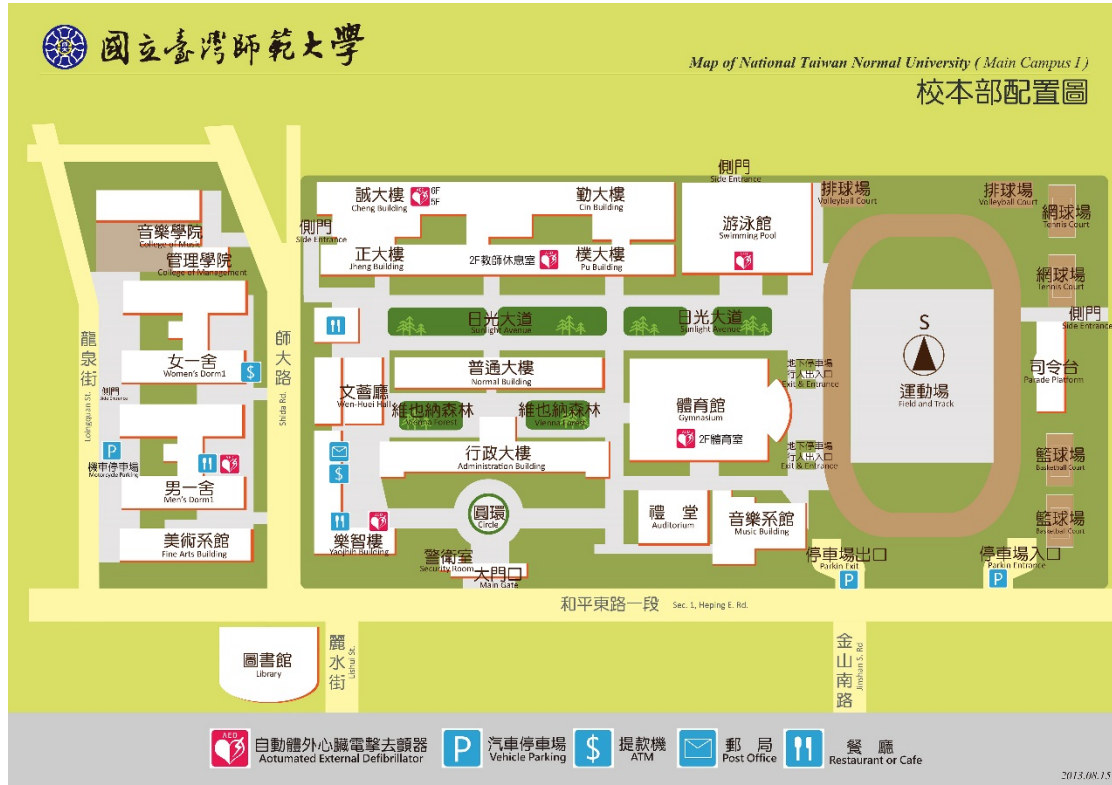 國立臺灣師範大學
Map of National Taiwan Normal University ( Main Campus I )
校本部配置圖
音樂學院
College of Music
管理學院
College of Management
女一舍
Women's Dorm1
$
側門
Side Entrance
龍泉街
Loingquan St.
P
機車停車場
Motorcycle Parking
男一舍
Men's Dorm1
美術系館
Fine Arts Building
師大路
Shida Rd.
側門
Side Entrance
誠大樓
Cheng Building
6F
5F
勤大樓
Cin Building
正大樓
Jheng Building
2F教師休息室
樸大樓
Pu Building
側門
Side Entrance
游泳館
Swimming Pool
排球場
Volleyball Court
排球場
Volleyball Court
網球場
Tennis Court
網球場
Tennis Court
側門
Side Entrance
日光大道
Sunlight Avenue
日光大道
Sunlight Avenue
文薈廳
Wen-Huei Hall
普通大樓
Normal Building
維也納森林
Vienna Forest
維也納森林
Vienna Forest
行政大樓
Administration Building
$
體育館
Gymnasium
2F體育室
地下停車場
行人出入口
Exit & Entrance
地下停車場
行人出入口
Exit & Entrance
S
運動場
Field and Track
司令台
Parade Platform
籃球場
Basketball Court
籃球場
Basketball Court
樂智樓
Yaojhih Building
圓環
Circle
警衛室
Security Room
大門口
Main Gate
禮 堂
Auditorium
音樂系館
Music Building
停車場出口
Parkin Exit
P
停車場入口
Parkin Entrance
P
和平東路一段 Sec. 1, Heping E. Rd.
圖書館
Library
麗水街
Lishui St.
金山南路
Jinshan S. Rd
AED
自動體外心臟電擊去顫器
Aotumated External Defibrillator
P
汽車停車場
Vehicle Parking
$
提款機
ATM
郵 局
Post Office
餐 廳
Restaurant or Cafe
2013.08.15